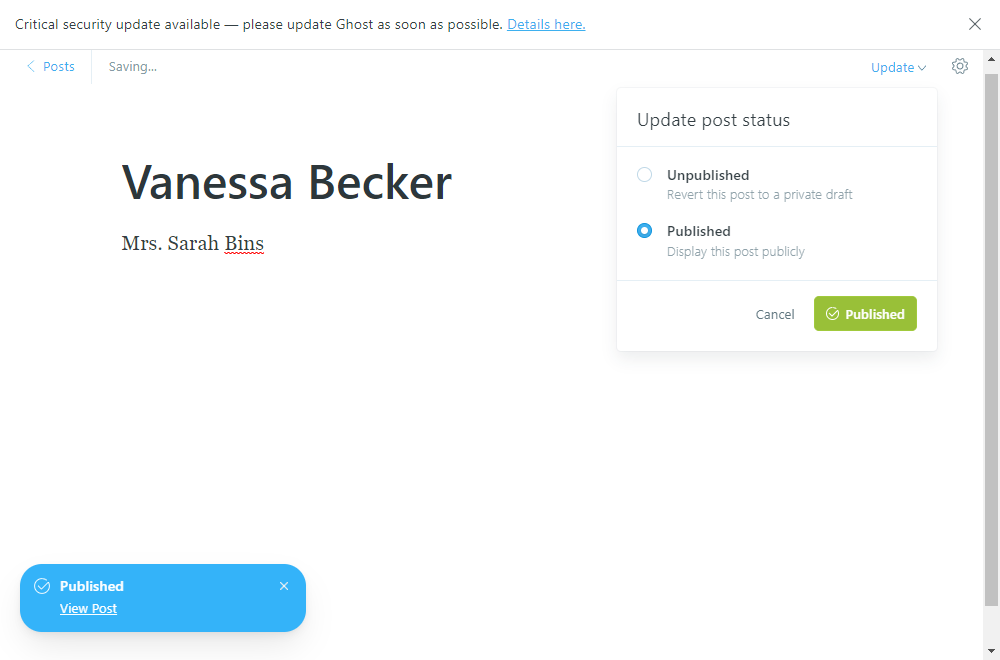 Critical security update available — please update Ghost as soon as possible. Details here.
Posts
Saving...
Update
Update post status
Vanessa Becker
Mrs. Sarah Bins
Unpublished
Revert this post to a private draft
Published
Display this post publicly
Cancel
Published
Published
View Post